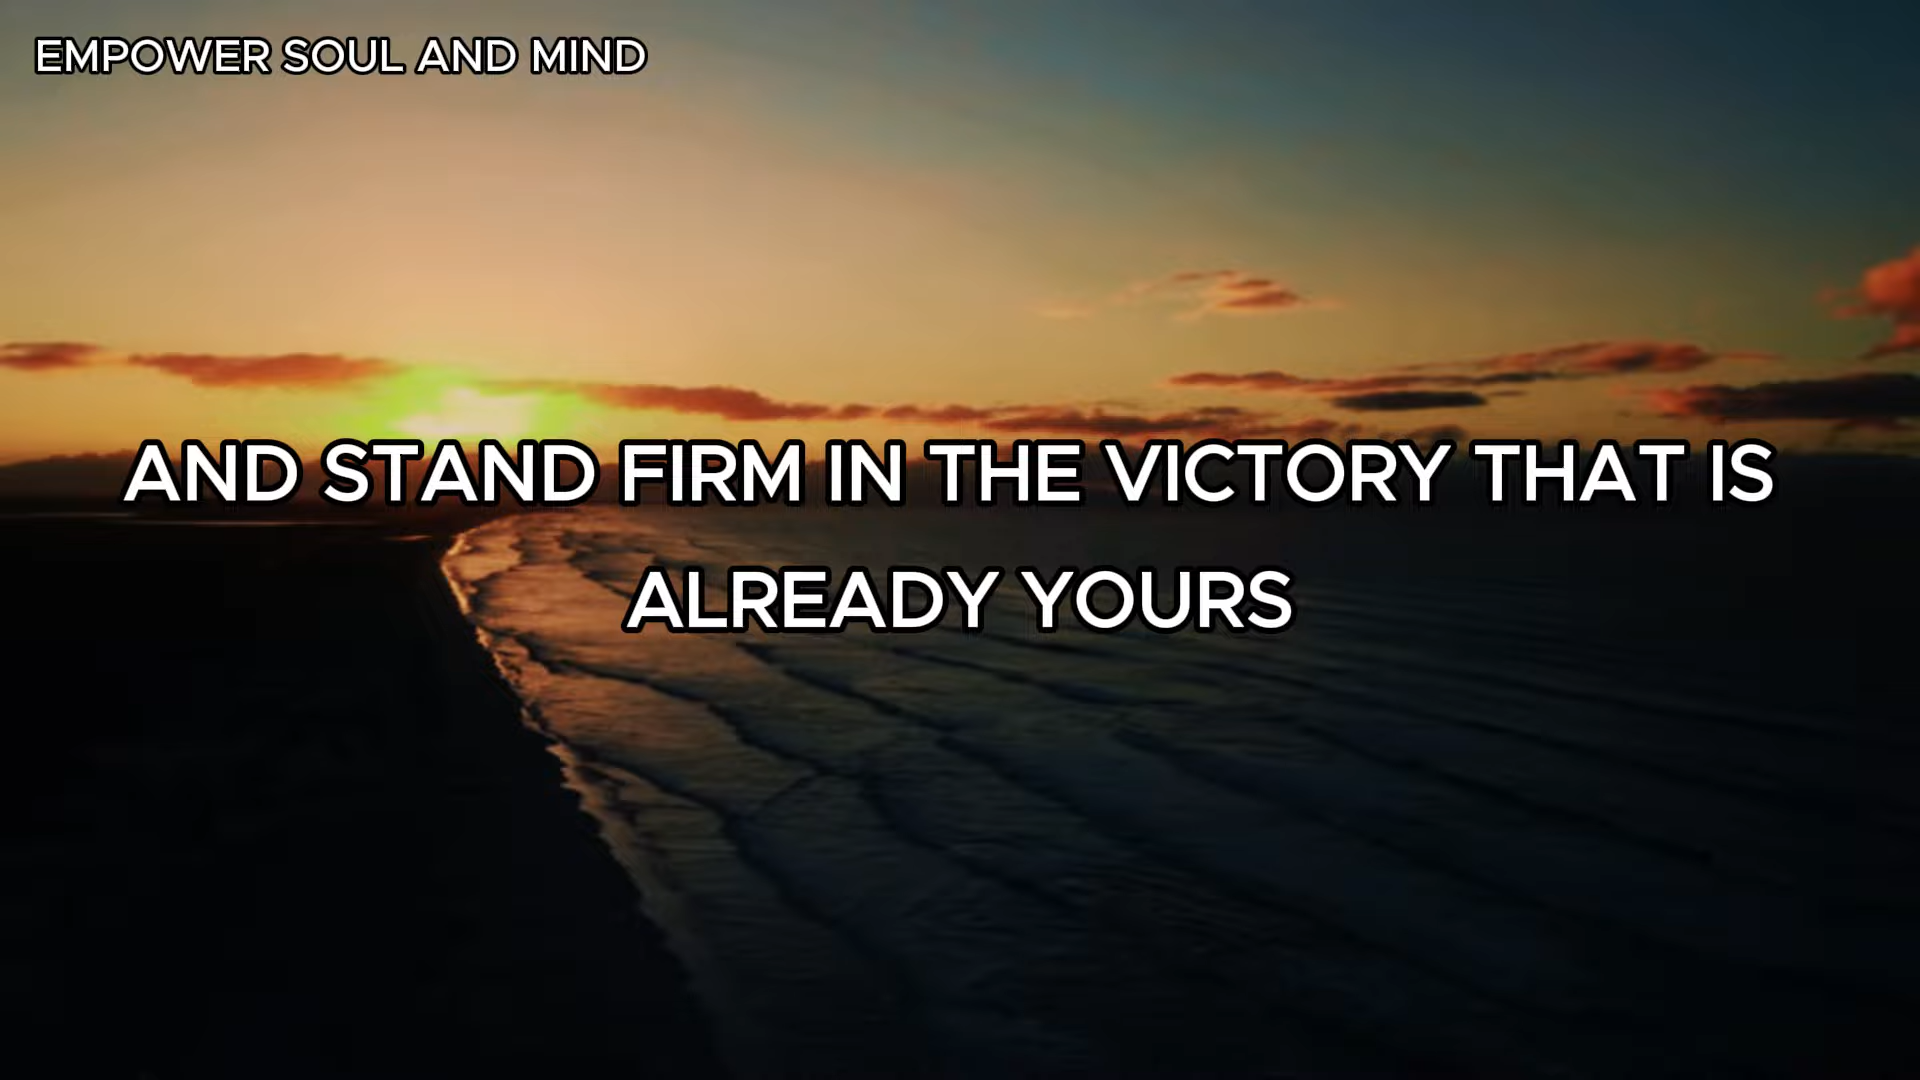 EMPOWER SOUL AND MIND
AND STAND FIRM IN THE VICTORY THAT IS
ALREADY YOURS